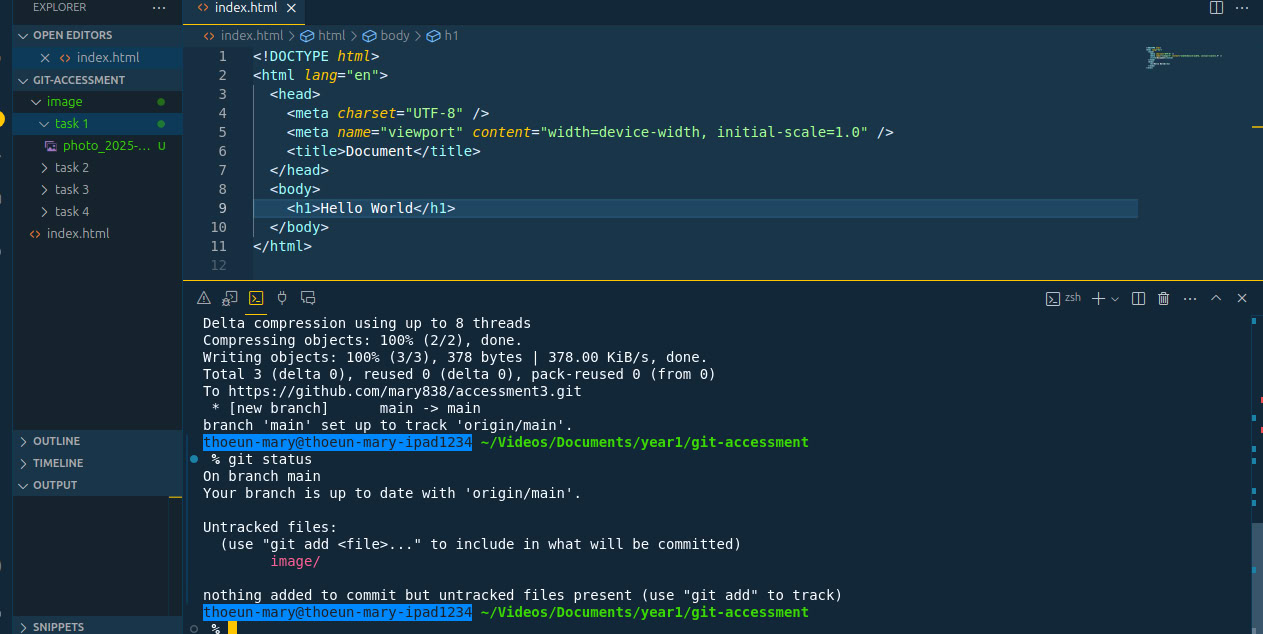 EXPLORER ...
index.html
OPEN EDITORS
index.html
GIT-ACCESSMENT
image
task 1
photo_2025-... U
task 2
task 3
task 4
index.html
OUTLINE
TIMELINE
OUTPUT
SNIPPETS
index.html > html > body > h1
1 <!DOCTYPE html>
2 <html lang="en">
3 <head>
4 <meta charset="UTF-8" />
5 <meta name="viewport" content="width=device-width, initial-scale=1.0" />
6 <title>Document</title>
7 </head>
8 <body>
9 <h1>Hello World</h1>
10 </body>
11 </html>
12
zsh
Delta compression using up to 8 threads
Compressing objects: 100% (2/2), done.
Writing objects: 100% (3/3), 378 bytes | 378.00 KiB/s, done.
Total 3 (delta 0), reused 0 (delta 0), pack-reused 0 (from 0)
To https://github.com/mary838/accessment3.git
* [new branch] main -> main
branch 'main' set up to track 'origin/main'.
thoeun-mary@thoeun-mary-ipad1234 ~/Videos/Documents/year1/git-accessment
% git status
On branch main
Your branch is up to date with 'origin/main'.
Untracked files:
(use "git add <file>..." to include in what will be committed)
image/
nothing added to commit but untracked files present (use "git add" to track)
thoeun-mary@thoeun-mary-ipad1234 ~/Videos/Documents/year1/git-accessment
%